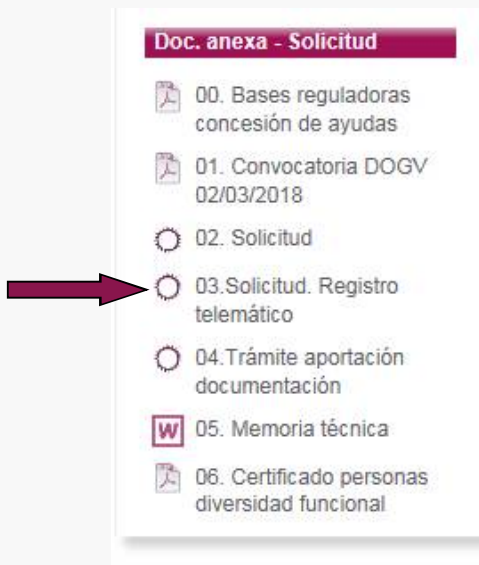 Doc. anexa - Solicitud
00. Bases reguladoras
concesión de ayudas
01. Convocatoria DOGV
02/03/2018
02. Solicitud
03.Solicitud. Registro
telemático
04.Trámite aportación
documentación
W 05. Memoria técnica
06. Certificado personas
diversidad funcional